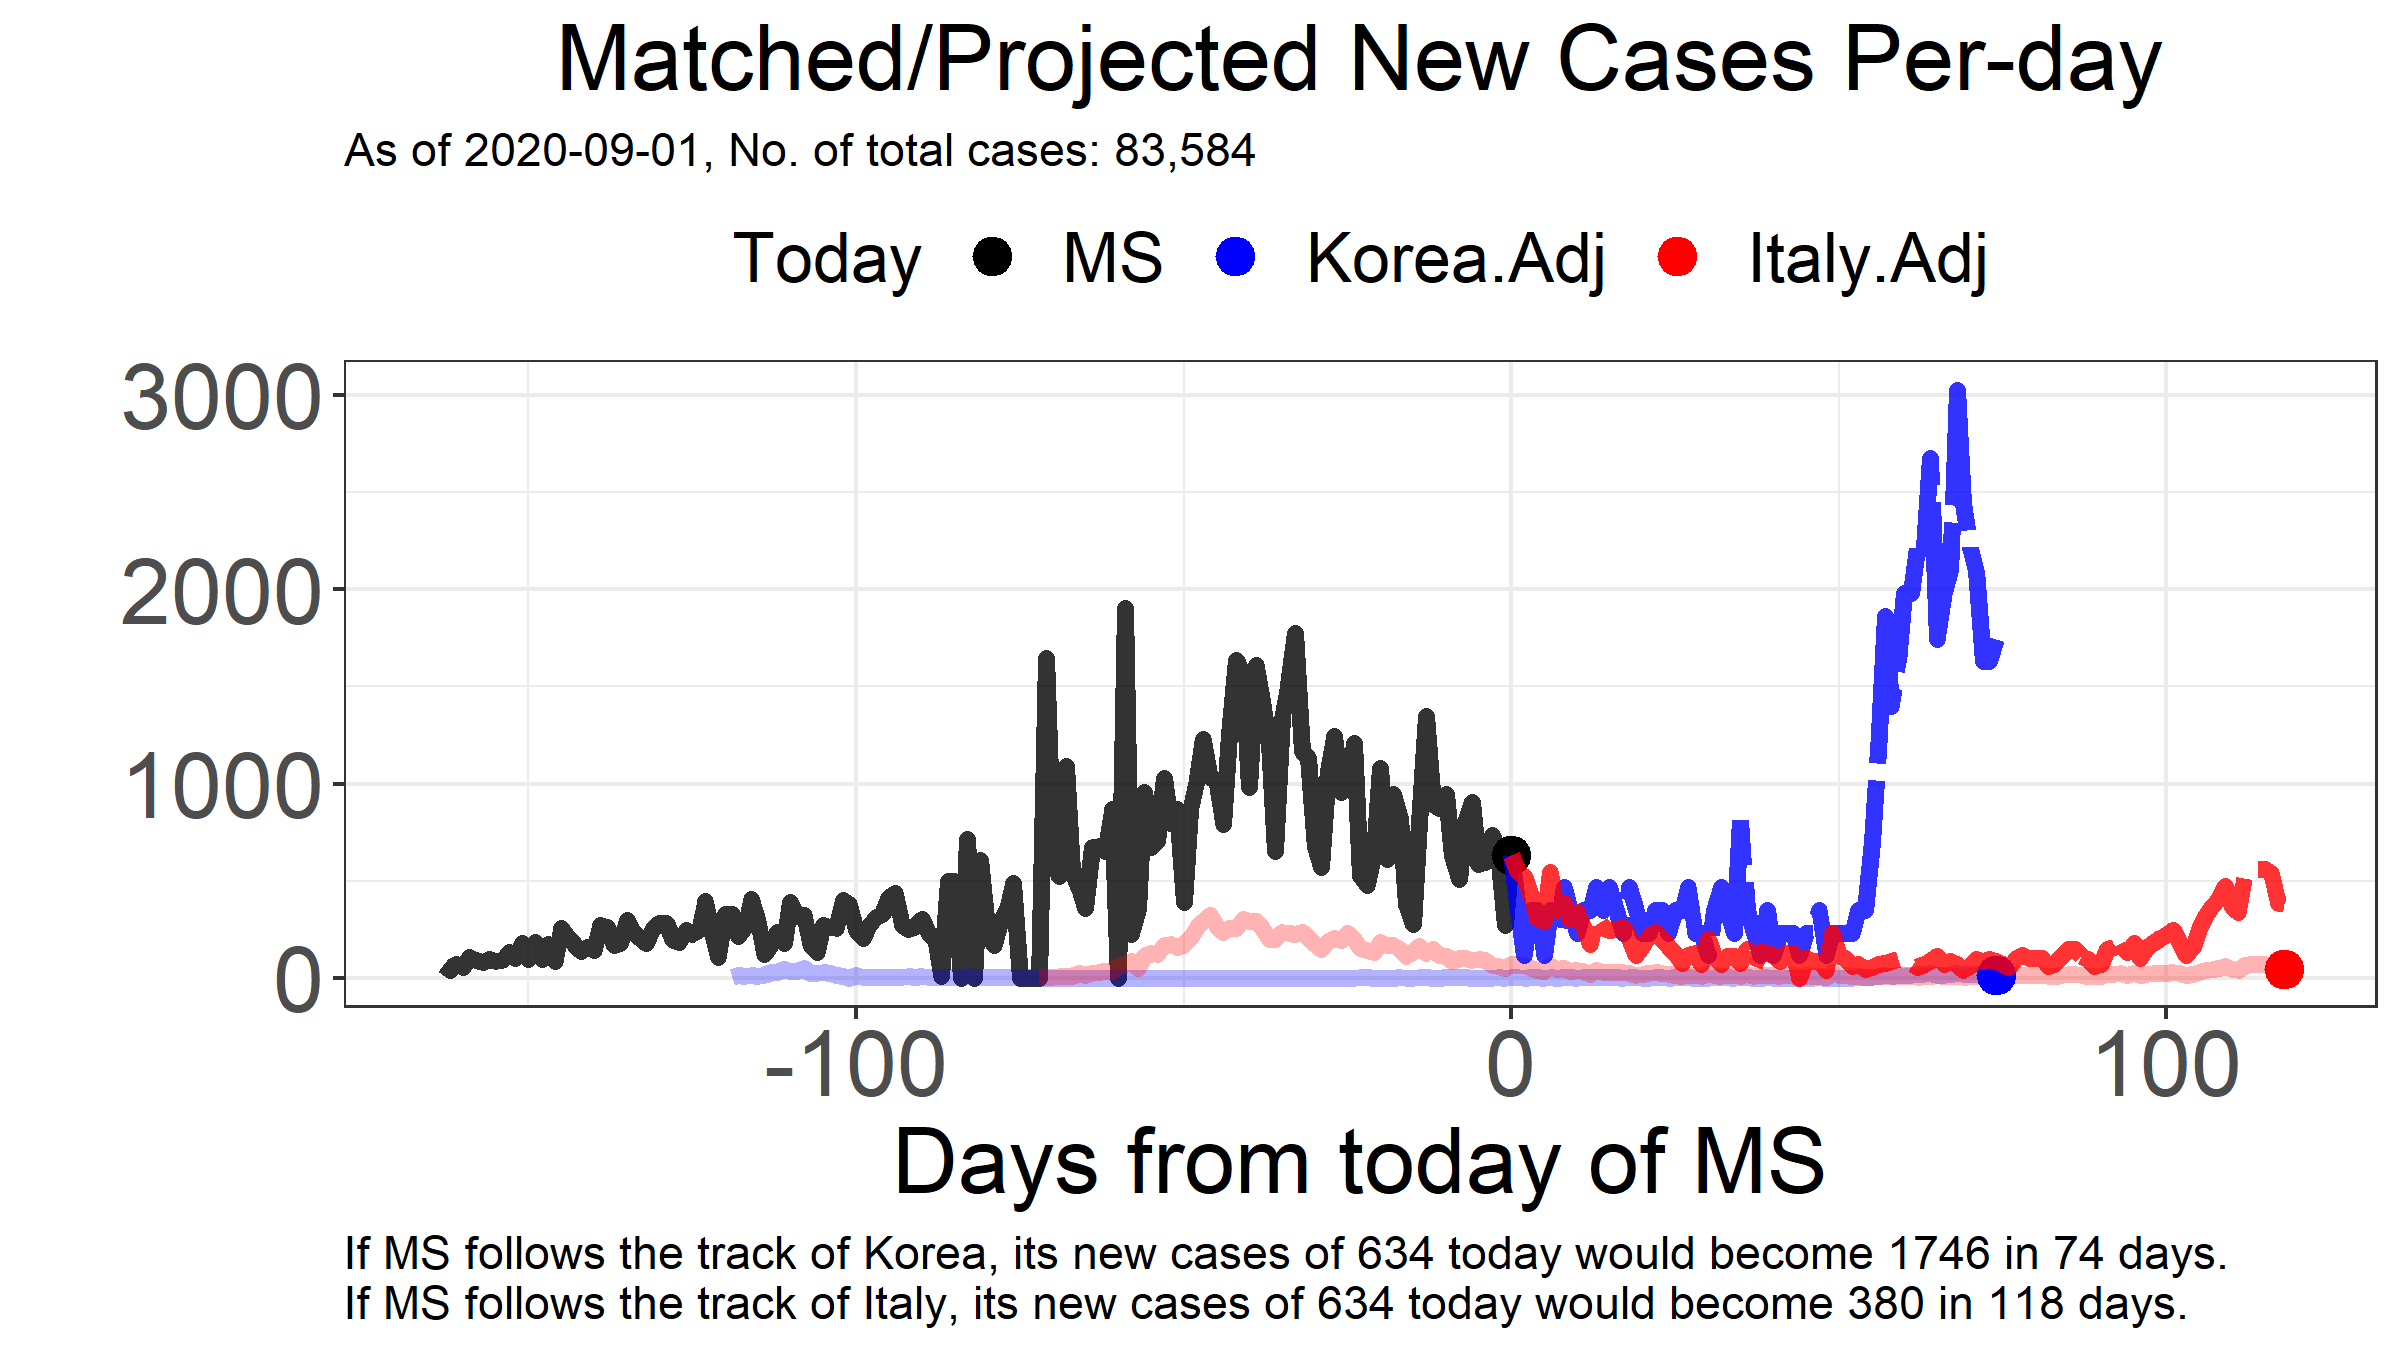 Matched/Projected New Cases Per-day
As of 2020-09-01, No. of total cases: 83,584
Today MS Korea.Adj Italy.Adj
3000
2000
1000
0
-100 0 100
Days from today of MS
If MS follows the track of Korea, its new cases of 634 today would become 1746 in 74 days.
If MS follows the track of Italy, its new cases of 634 today would become 380 in 118 days.